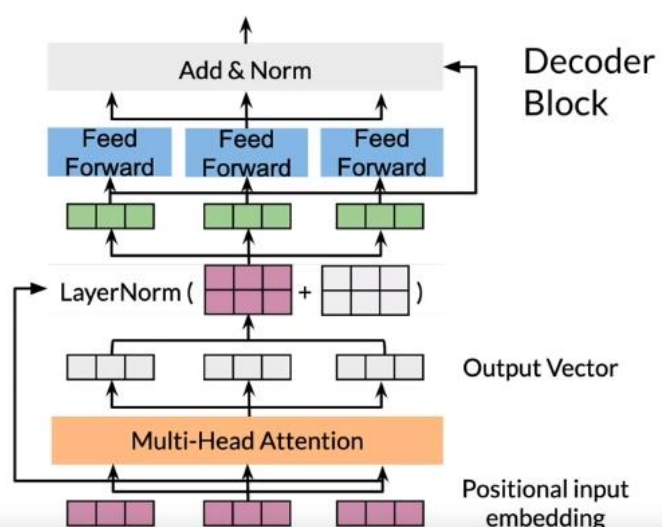 Decoder
Block
Add & Norm
Feed
Forward
Feed
Forward
Feed
Forward
LayerNorm ( + )
Output Vector
Multi-Head Attention
Positional input
embedding